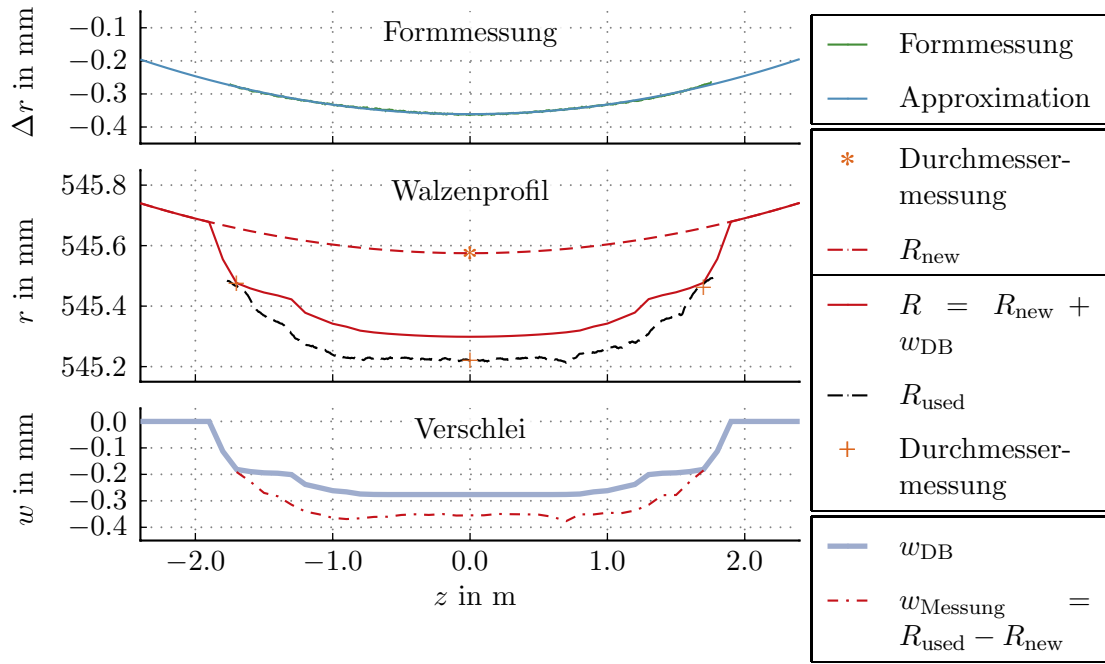 Δr in mm
−0.1
−0.2
−0.3
−0.4
Formmessung
r in mm
545.8
545.6
545.4
545.2
Walzenprofil
w in mm
0.0
−0.1
−0.2
−0.3
−0.4
Verschlei
−2.0 −1.0 0.0 1.0 2.0
z in m
Formmessung
Approximation
Durchmesser-
messung
R_new
R = R_new +
w_DB
R_used
Durchmesser-
messung
w_DB
w_Messung =
R_used − R_new